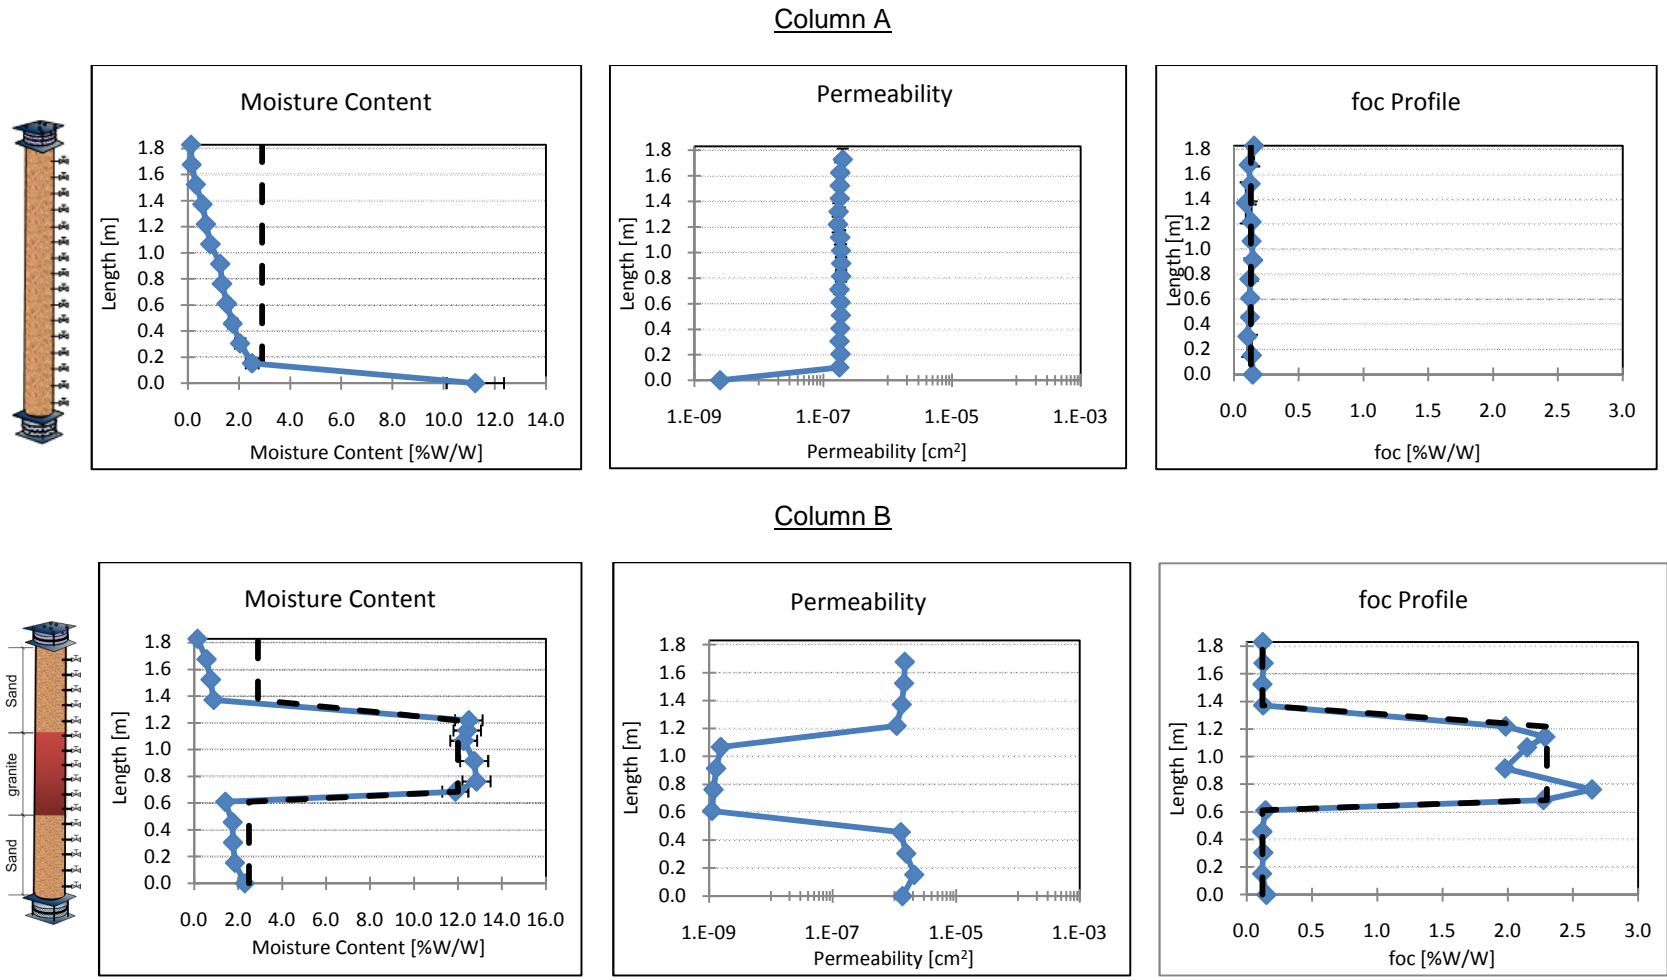 Column A
Moisture Content
1.8
1.6
1.4
1.2
1.0
0.8
0.6
0.4
0.2
0.0
Length [m]
0.0 2.0 4.0 6.0 8.0 10.0 12.0 14.0
Moisture Content [%W/W]
Permeability
1.8
1.6
1.4
1.2
1.0
0.8
0.6
0.4
0.2
0.0
Length [m]
1.E-09 1.E-07 1.E-05 1.E-03
Permeability [cm²]
foc Profile
1.8
1.6
1.4
1.2
1.0
0.8
0.6
0.4
0.2
0.0
Length [m]
0.0 0.5 1.0 1.5 2.0 2.5 3.0
foc [%W/W]
Column B
Sand
granite
Sand
Moisture Content
1.8
1.6
1.4
1.2
1.0
0.8
0.6
0.4
0.2
0.0
Length [m]
0.0 2.0 4.0 6.0 8.0 10.0 12.0 14.0 16.0
Moisture Content [%W/W]
Permeability
1.8
1.6
1.4
1.2
1.0
0.8
0.6
0.4
0.2
0.0
Length [m]
1.E-09 1.E-07 1.E-05 1.E-03
Permeability [cm²]
foc Profile
1.8
1.6
1.4
1.2
1.0
0.8
0.6
0.4
0.2
0.0
Length [m]
0.0 0.5 1.0 1.5 2.0 2.5 3.0
foc [%W/W]